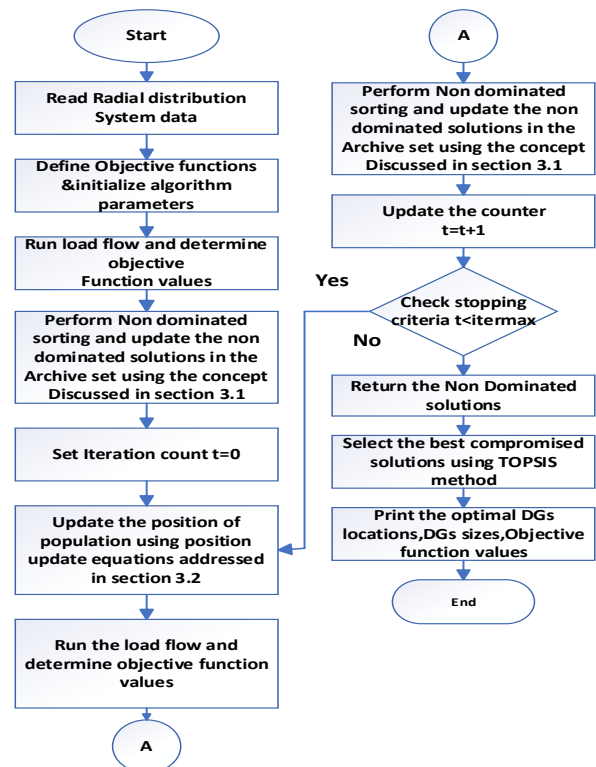 Start
Read Radial distribution
System data
Define Objective functions
&initialize algorithm
parameters
Run load flow and determine
objective
Function values
Perform Non dominated
sorting and update the non
dominated solutions in the
Archive set using the concept
Discussed in section 3.1
Set Iteration count t=0
Update the position of
population using position
update equations addressed
in section 3.2
Run the load flow and
determine objective function
values
A
A
Perform Non dominated
sorting and update the non
dominated solutions in the
Archive set using the concept
Discussed in section 3.1
Update the counter
t=t+1
Yes
Check stopping
criteria t<itermax
No
Return the Non Dominated
solutions
Select the best compromised
solutions using TOPSIS
method
Print the optimal DGs
locations,DGs sizes,Objective
function values
End